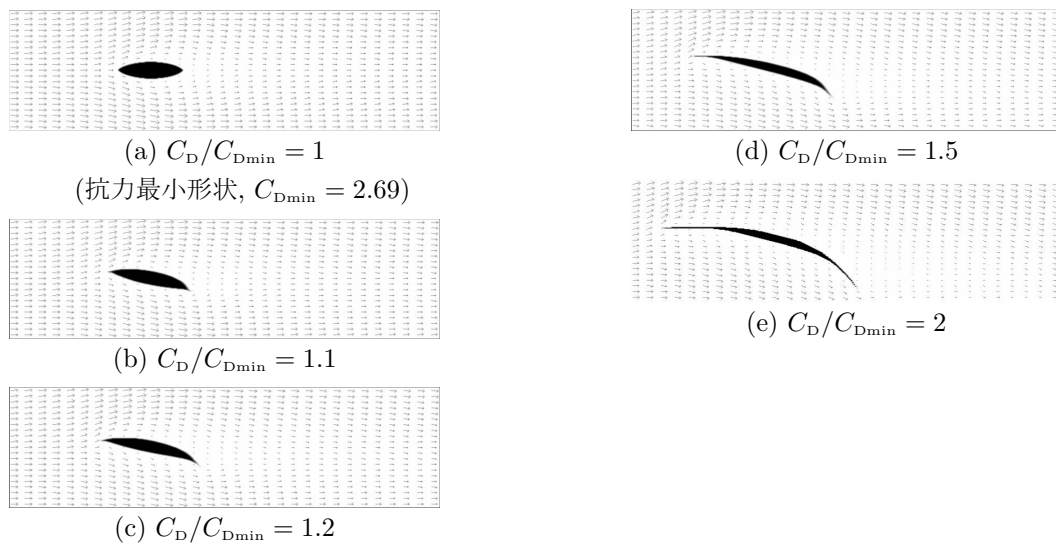 (a) C_D/C_Dmin = 1
(抗力最小形状, C_Dmin = 2.69)
(b) C_D/C_Dmin = 1.1
(c) C_D/C_Dmin = 1.2
(d) C_D/C_Dmin = 1.5
(e) C_D/C_Dmin = 2